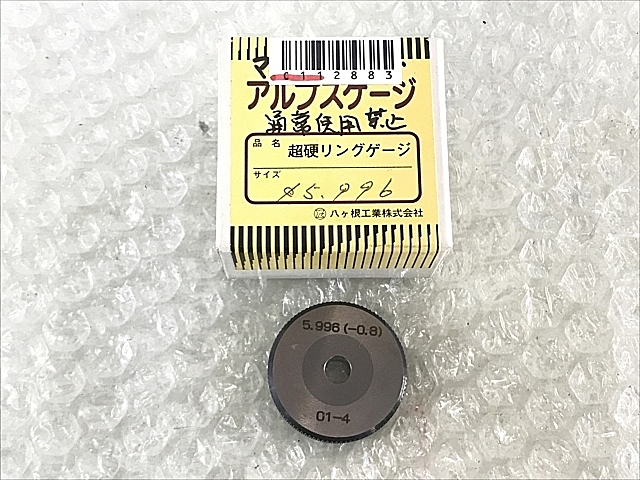 マ
C112883
アルプスゲージ
通常使用禁止
品名 超硬リングゲージ
サイズ φ5.996
八ヶ根工業株式会社
5.996(-0.8)
01-4